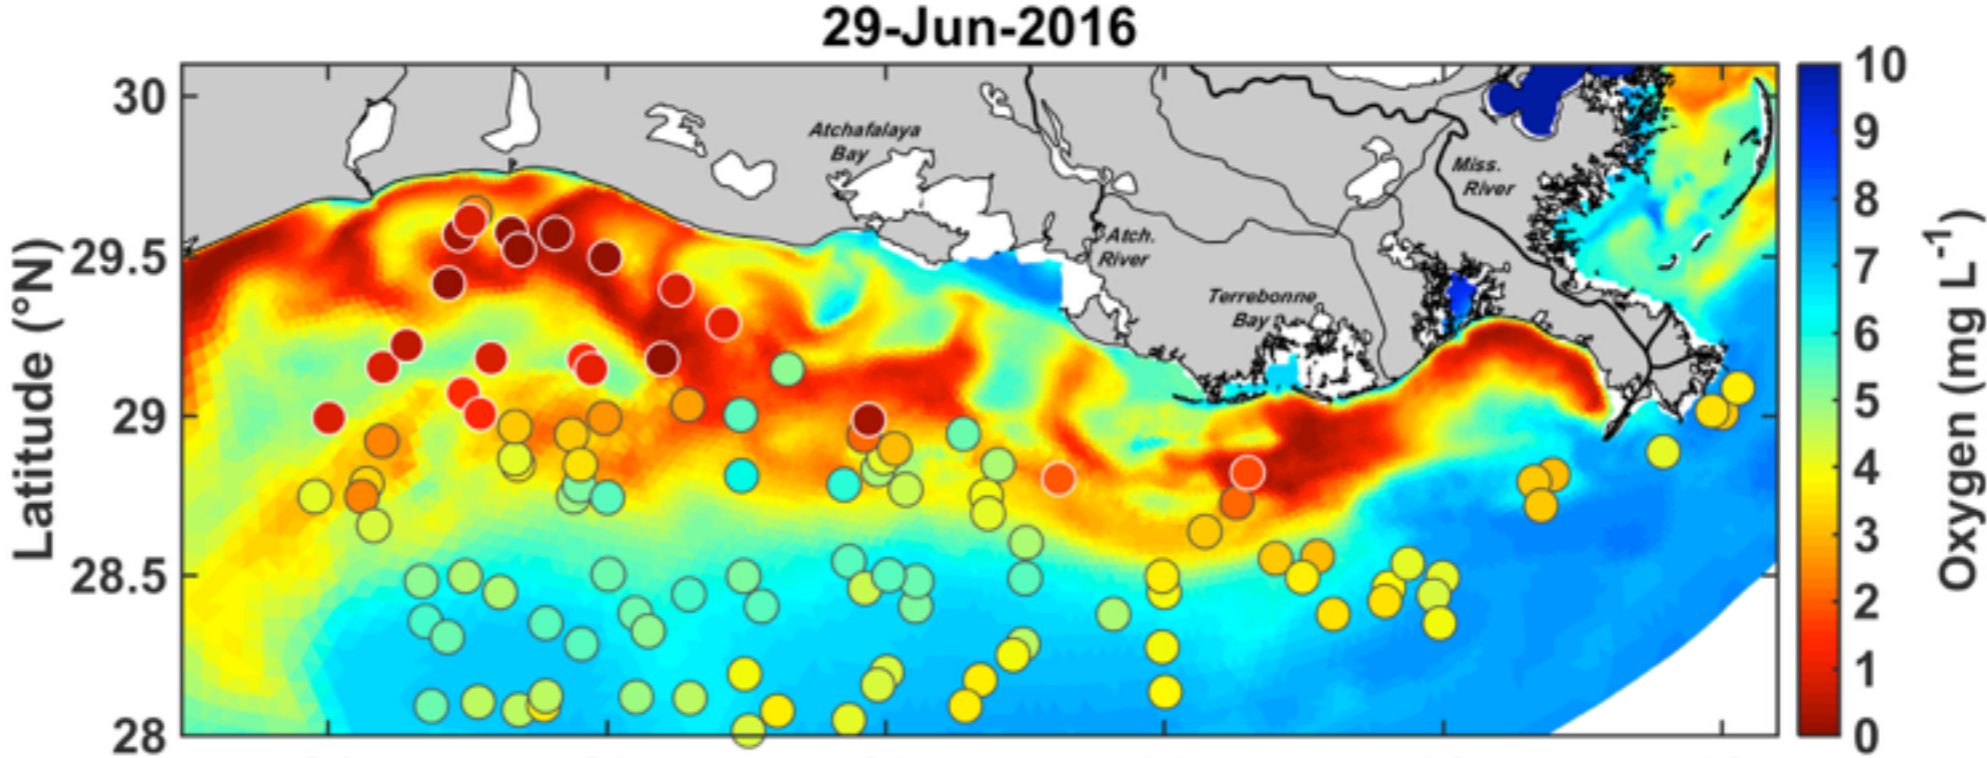 29-Jun-2016
30
29.5
29
28.5
28
Latitude (°N)
Atchafalaya
Bay
Atch.
River
Terrebonne
Bay
Miss.
River
10
9
8
7
6
5
4
3
2
1
0
Oxygen (mg L-1)